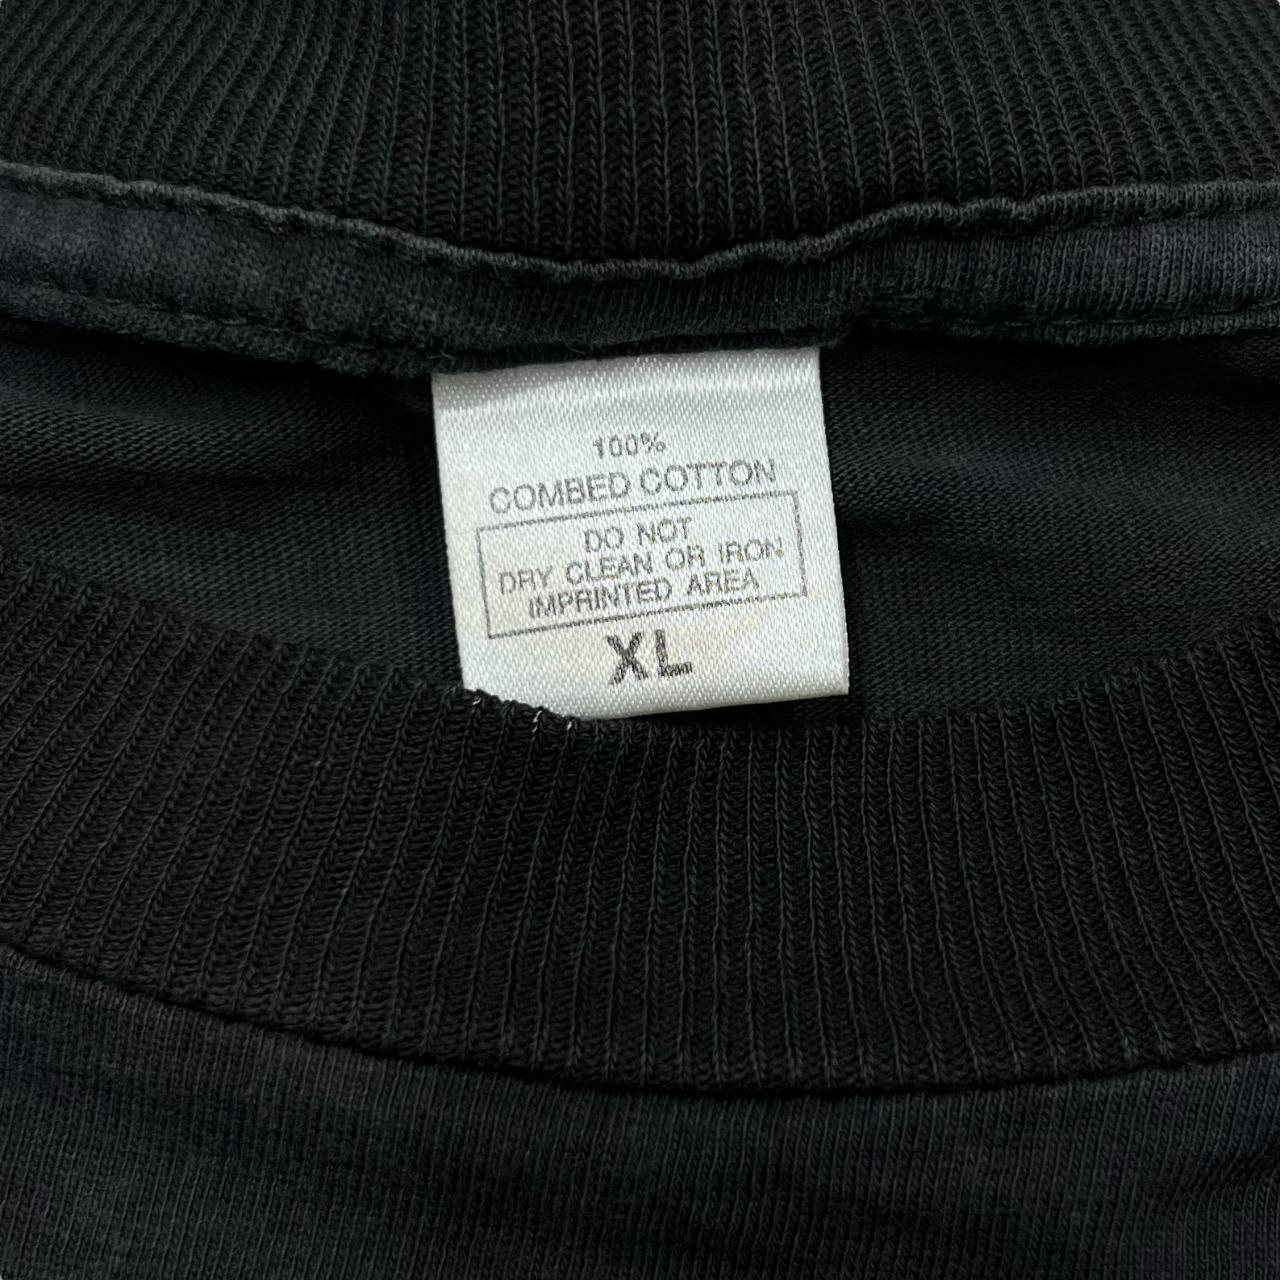 100%
COMBED COTTON
DO NOT
DRY CLEAN OR IRON
IMPRINTED AREA
XL